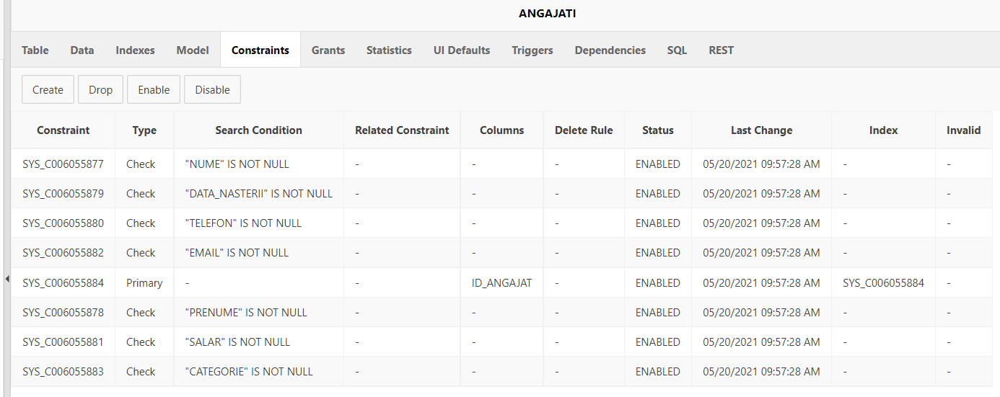 ANGAJATI
Table Data Indexes Model Constraints Grants Statistics UI Defaults Triggers Dependencies SQL REST
Create Drop Enable Disable
Constraint Type Search Condition Related Constraint Columns Delete Rule Status Last Change Index Invalid
SYS_C006055877 Check "NUME" IS NOT NULL - - - ENABLED 05/20/2021 09:57:28 AM - -
SYS_C006055879 Check "DATA_NASTERII" IS NOT NULL - - - ENABLED 05/20/2021 09:57:28 AM - -
SYS_C006055880 Check "TELEFON" IS NOT NULL - - - ENABLED 05/20/2021 09:57:28 AM - -
SYS_C006055882 Check "EMAIL" IS NOT NULL - - - ENABLED 05/20/2021 09:57:28 AM - -
SYS_C006055884 Primary - - ID_ANGAJAT - ENABLED 05/20/2021 09:57:28 AM SYS_C006055884 -
SYS_C006055878 Check "PRENUME" IS NOT NULL - - - ENABLED 05/20/2021 09:57:28 AM - -
SYS_C006055881 Check "SALAR" IS NOT NULL - - - ENABLED 05/20/2021 09:57:28 AM - -
SYS_C006055883 Check "CATEGORIE" IS NOT NULL - - - ENABLED 05/20/2021 09:57:28 AM - -